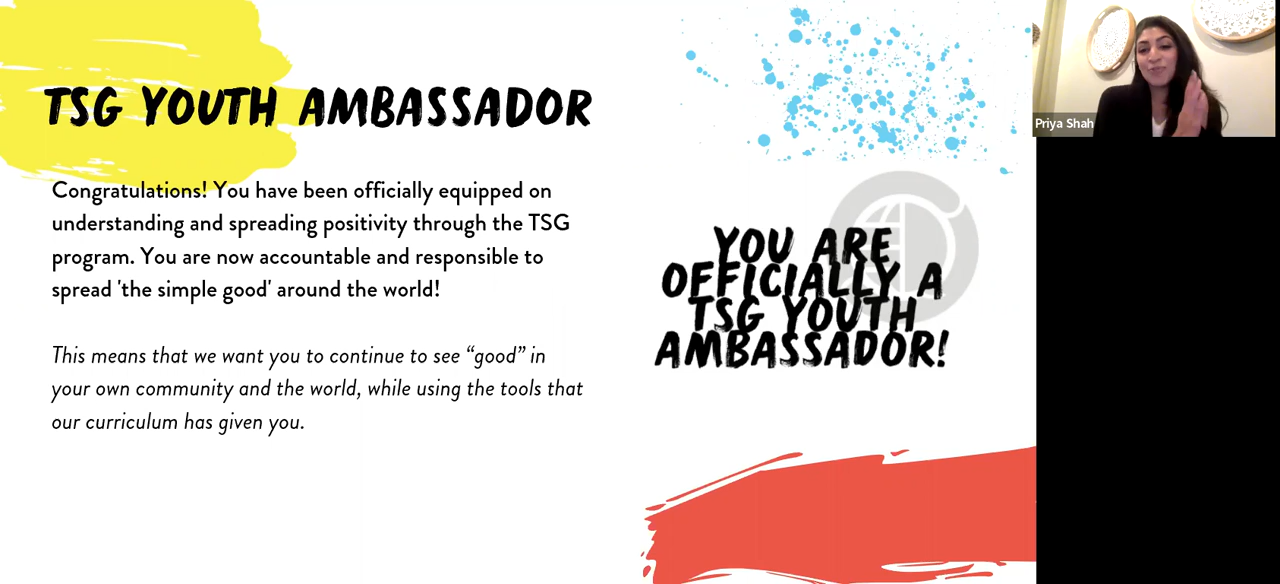 TSG YOUTH AMBASSADOR
Congratulations! You have been officially equipped on
understanding and spreading positivity through the TSG
program. You are now accountable and responsible to
spread 'the simple good' around the world!
This means that we want you to continue to see “good” in
your own community and the world, while using the tools that
our curriculum has given you.
YOU ARE
OFFICIALLY A
TSG YOUTH
AMBASSADOR!
Priya Shah